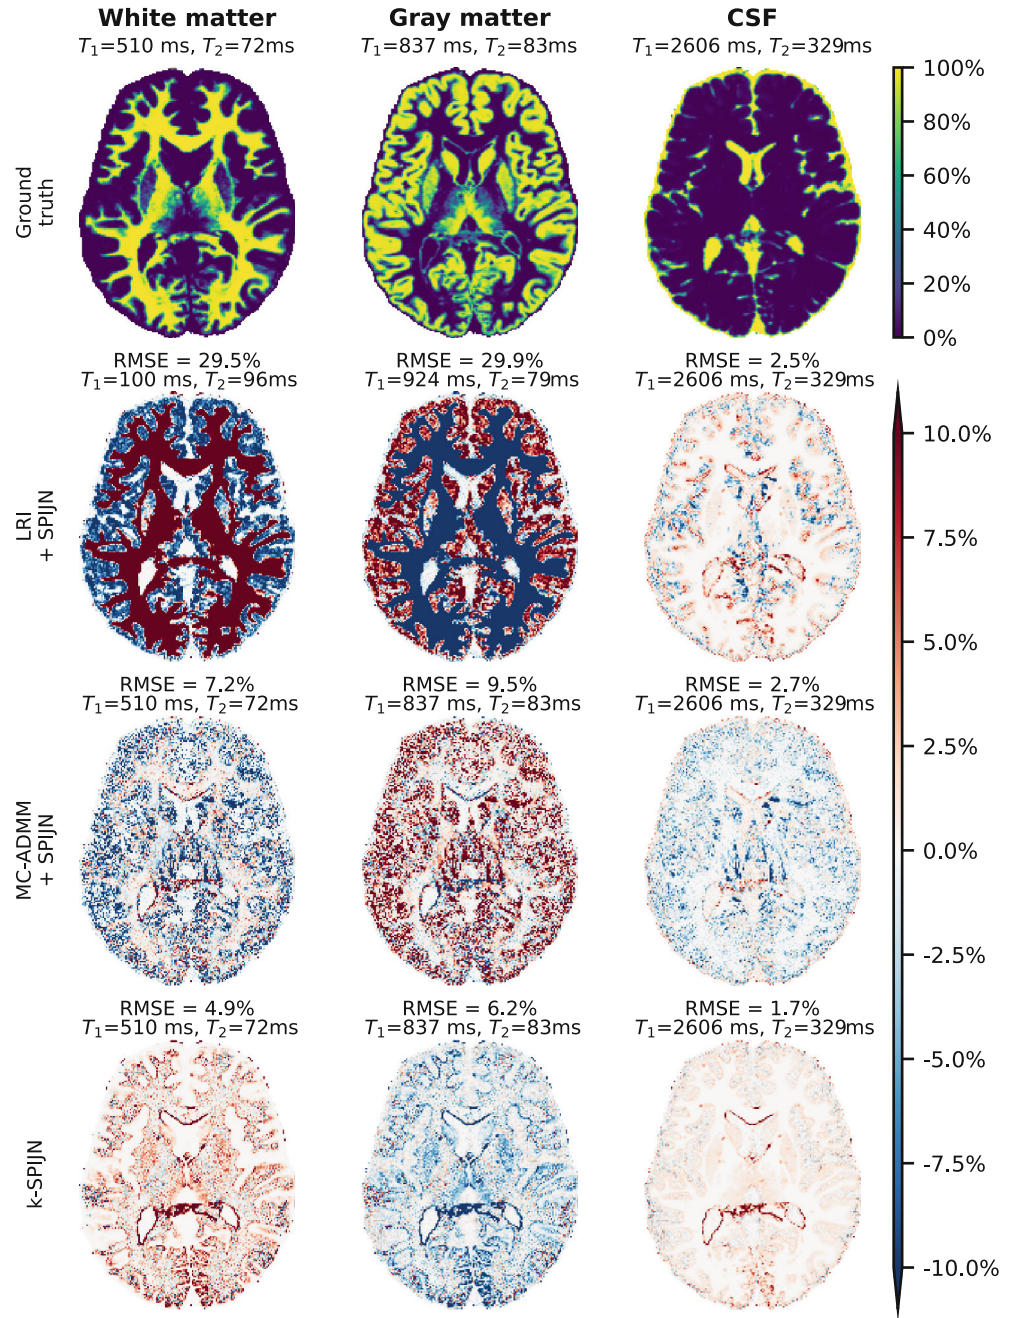 White matter Gray matter CSF
T₁=510 ms, T₂=72ms T₁=837 ms, T₂=83ms T₁=2606 ms, T₂=329ms
100%
80%
60%
40%
20%
0%
Ground
truth
RMSE = 29.5% RMSE = 29.9% RMSE = 2.5%
T₁=100 ms, T₂=96ms T₁=924 ms, T₂=79ms T₁=2606 ms, T₂=329ms
LRI
+ SPIJN
RMSE = 7.2% RMSE = 9.5% RMSE = 2.7%
T₁=510 ms, T₂=72ms T₁=837 ms, T₂=83ms T₁=2606 ms, T₂=329ms
MC-ADMM
+ SPIJN
RMSE = 4.9% RMSE = 6.2% RMSE = 1.7%
T₁=510 ms, T₂=72ms T₁=837 ms, T₂=83ms T₁=2606 ms, T₂=329ms
k-SPIJN
10.0%
7.5%
5.0%
2.5%
0.0%
-2.5%
-5.0%
-7.5%
-10.0%